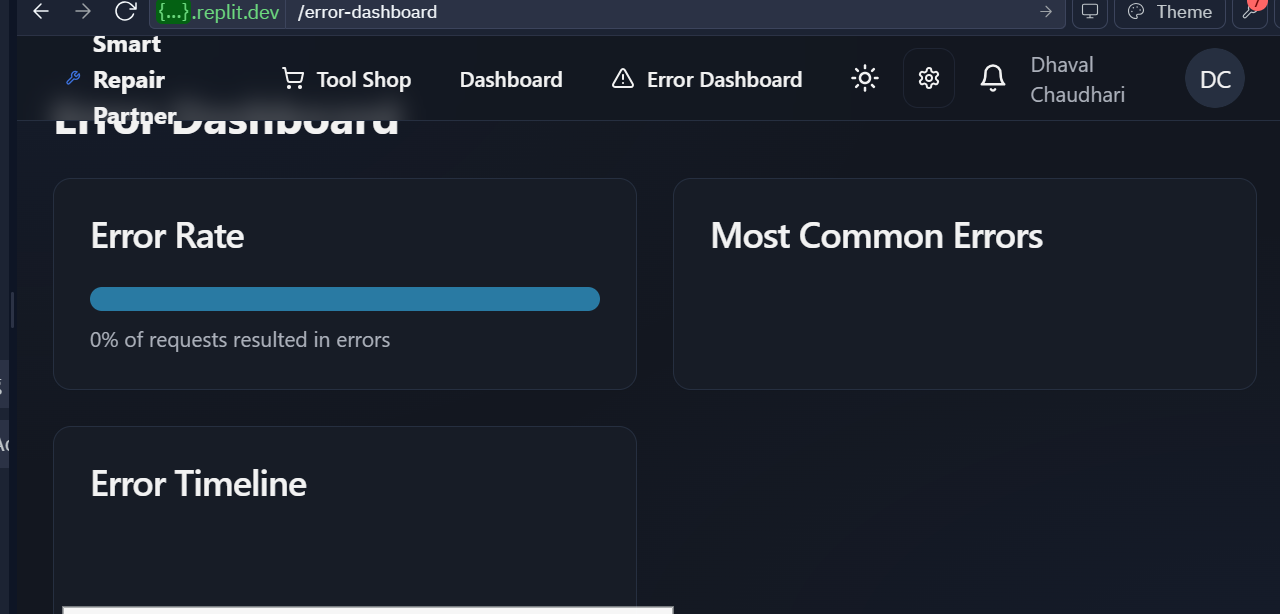 {...}.replit.dev /error-dashboard Theme
Smart
Repair
Partner
Tool Shop Dashboard Error Dashboard
Dhaval
Chaudhari
DC
Error Dashboard
Error Rate
0% of requests resulted in errors
Most Common Errors
Error Timeline